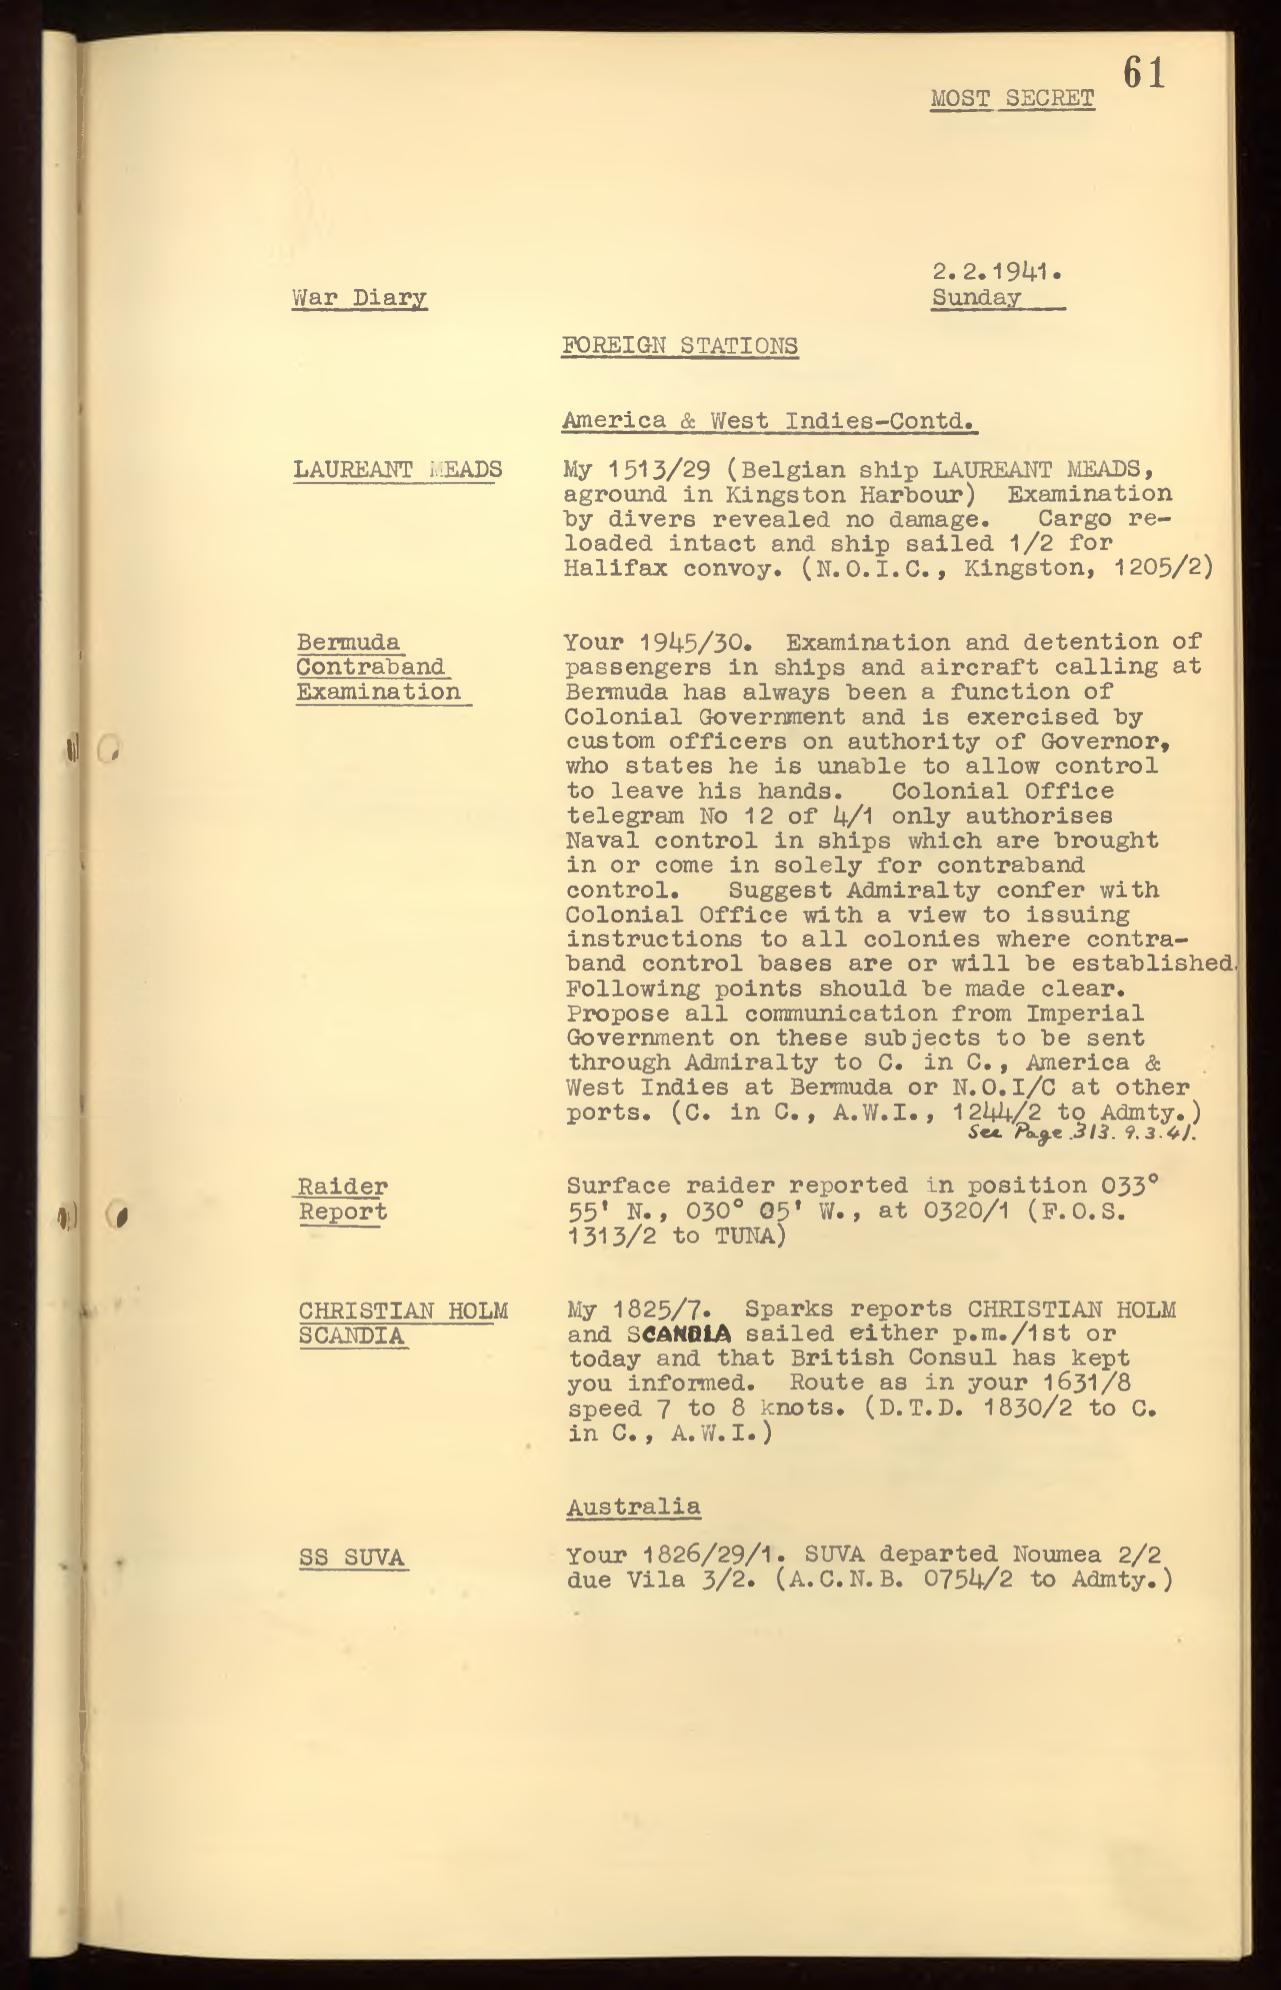 61
MOST SECRET
2.2.1941.
War Diary
Sunday
FOREIGN STATIONS
America & West Indies-Contd.
LAUREANT MEADS
My 1513/29 (Belgian ship LAUREANT MEADS,
aground in Kingston Harbour) Examination
by divers revealed no damage. Cargo re-
loaded intact and ship sailed 1/2 for
Halifax convoy. (N.O.I.C., Kingston, 1205/2)
Bermuda
Contraband
Examination
Your 1945/30. Examination and detention of
passengers in ships and aircraft calling at
Bermuda has always been a function of
Colonial Government and is exercised by
custom officers on authority of Governor,
who states he is unable to allow control
to leave his hands. Colonial Office
telegram No 12 of 4/1 only authorises
Naval control in ships which are brought
in or come in solely for contraband
control. Suggest Admiralty confer with
Colonial Office with a view to issuing
instructions to all colonies where contra-
band control bases are or will be established.
Following points should be made clear.
Propose all communication from Imperial
Government on these subjects to be sent
through Admiralty to C. in C., America &
West Indies at Bermuda or N.O.I/C at other
ports. (C. in C., A.W.I., 1244/2 to Admty.)
See Page 313. 9.3.41.
Raider
Report
Surface raider reported in position 033°
55' N., 030° 05' W., at 0320/1 (F.O.S.
1313/2 to TUNA)
CHRISTIAN HOLM
SCANDIA
My 1825/7. Sparks reports CHRISTIAN HOLM
and SCANDIA sailed either p.m./1st or
today and that British Consul has kept
you informed. Route as in your 1631/8
speed 7 to 8 knots. (D.T.D. 1830/2 to C.
in C., A.W.I.)
Australia
SS SUVA
Your 1826/29/1. SUVA departed Noumea 2/2
due Vila 3/2. (A.C.N.B. 0754/2 to Admty.)